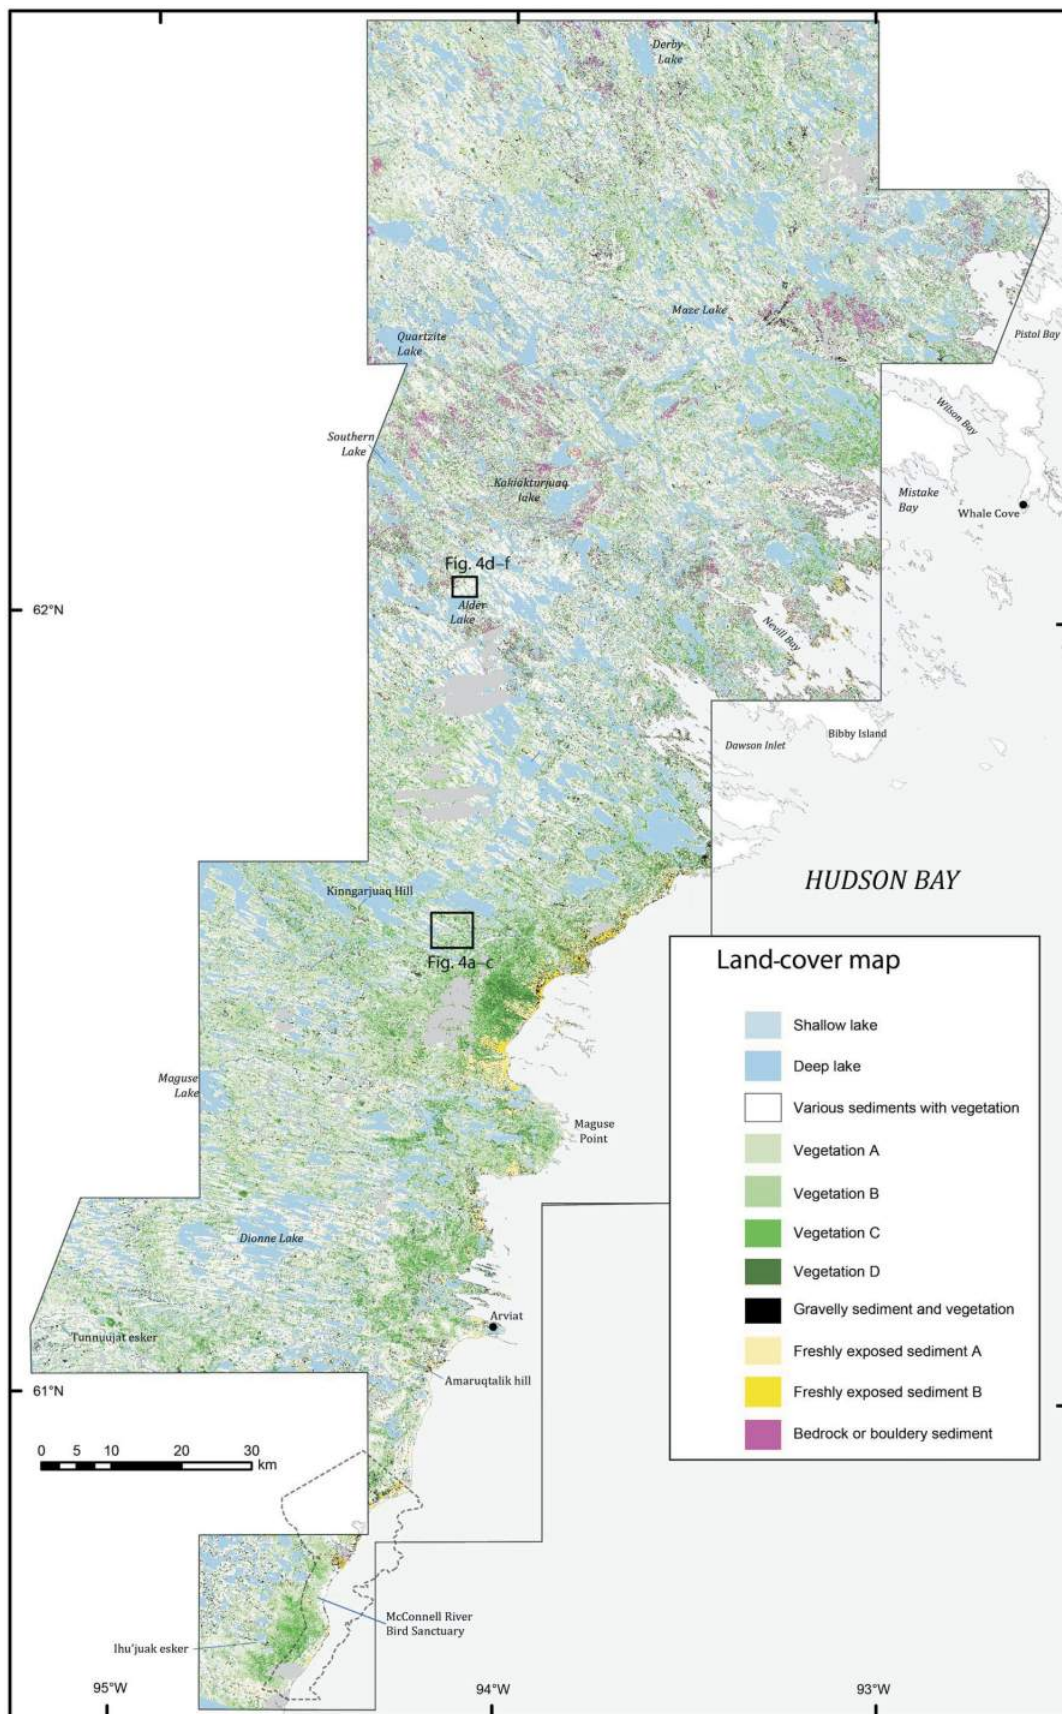 Derby
Lake
Maze Lake
Pistol Bay
Quartzite
Lake
Wilson Bay
Southern
Lake
Kakiakturjuaq
lake
Mistake
Bay
Whale Cove
Fig. 4d–f
62°N
Alder
Lake
Nevill Bay
Bibby Island
Dawson Inlet
HUDSON BAY
Kinngarjuaq Hill
Fig. 4a–c
Maguse
Lake
Maguse
Point
Dionne Lake
Arviat
Tunnuujat esker
Amaruqtalik hill
61°N
0 5 10 20 30
km
McConnell River
Bird Sanctuary
Ihu'juak esker
95°W
94°W
93°W
Land-cover map
Shallow lake
Deep lake
Various sediments with vegetation
Vegetation A
Vegetation B
Vegetation C
Vegetation D
Gravelly sediment and vegetation
Freshly exposed sediment A
Freshly exposed sediment B
Bedrock or bouldery sediment